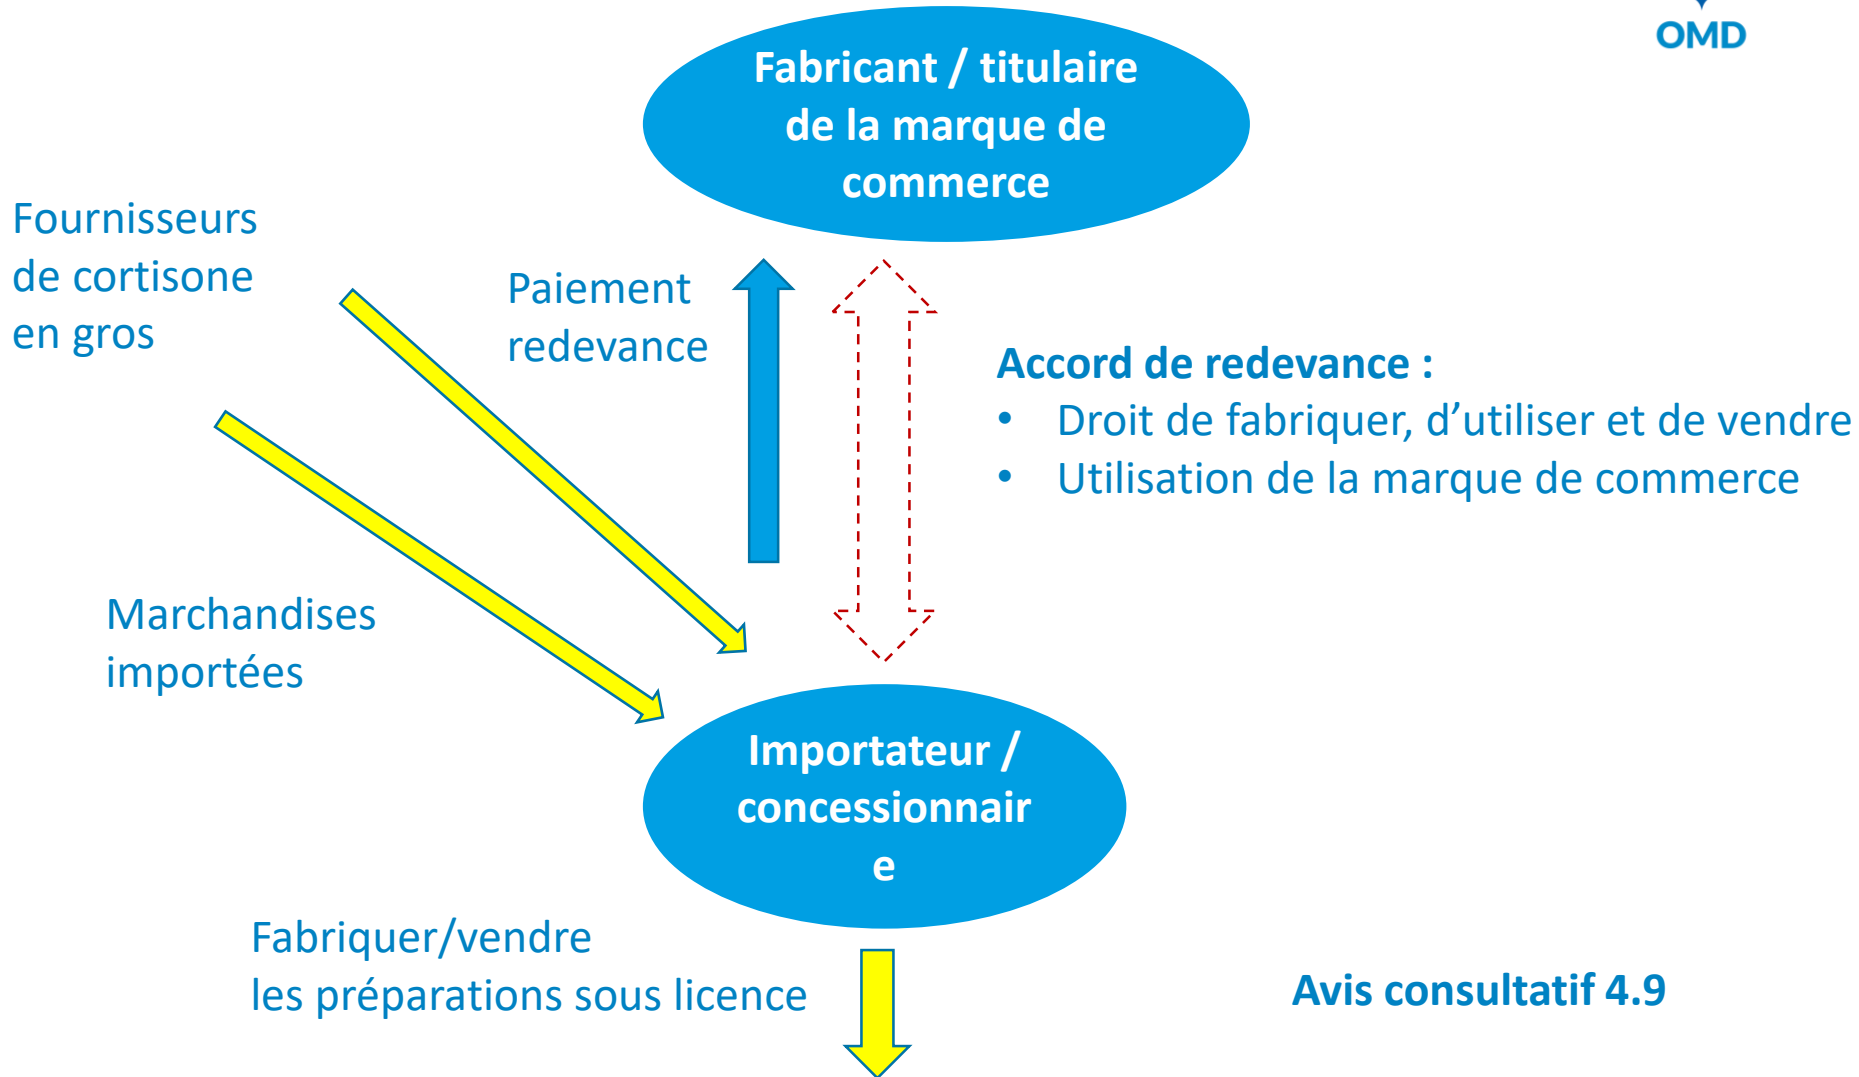 OMD
Fabricant / titulaire
de la marque de
commerce
Fournisseurs
de cortisone
en gros
Paiement
redevance
Accord de redevance :
• Droit de fabriquer, d’utiliser et de vendre
• Utilisation de la marque de commerce
Marchandises
importées
Importateur /
concessionnair
e
Fabriquer/vendre
les préparations sous licence
Avis consultatif 4.9